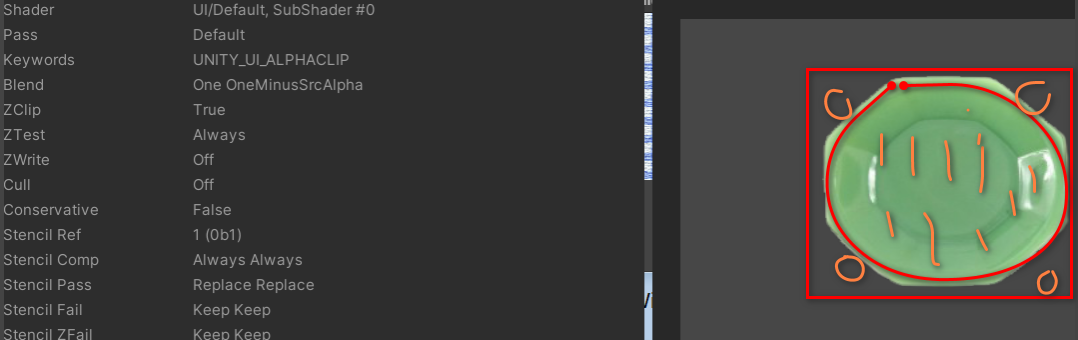 Shader UI/Default, SubShader #0
Pass Default
Keywords UNITY_UI_ALPHACLIP
Blend One OneMinusSrcAlpha
ZClip True
ZTest Always
ZWrite Off
Cull Off
Conservative False
Stencil Ref 1 (0b1)
Stencil Comp Always Always
Stencil Pass Replace Replace
Stencil Fail Keep Keep
Stencil ZFail Keep Keep